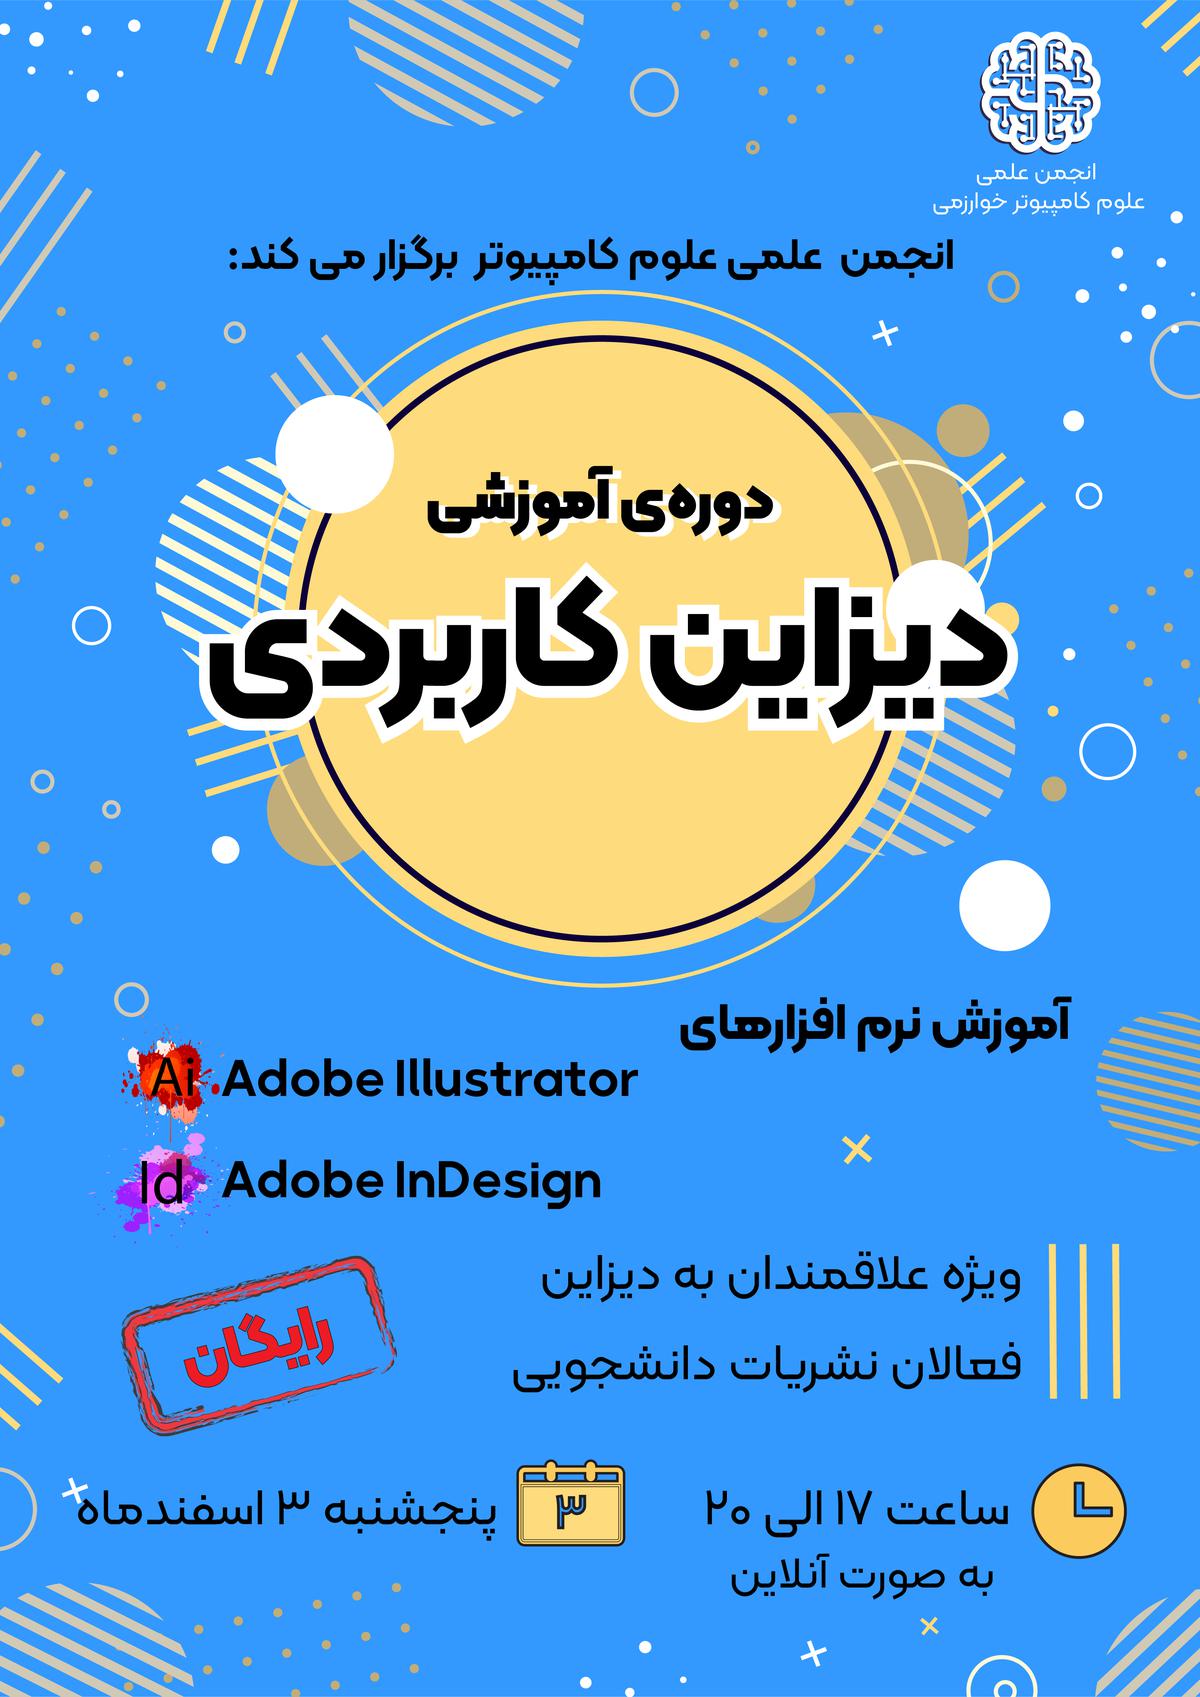 انجمن علمی
علوم کامپیوتر خوارزمی
انجمن علمی علوم کامپیوتر برگزار می کند:
دوره‌ی آموزشی
دیزاین کاربردی
آموزش نرم افزارهای
Ai Adobe Illustrator
Id Adobe InDesign
ویژه علاقمندان به دیزاین
فعالان نشریات دانشجویی
رایگان
ساعت ۱۷ الی ۲۰
به صورت آنلاین
۳
پنجشنبه ۳ اسفندماه